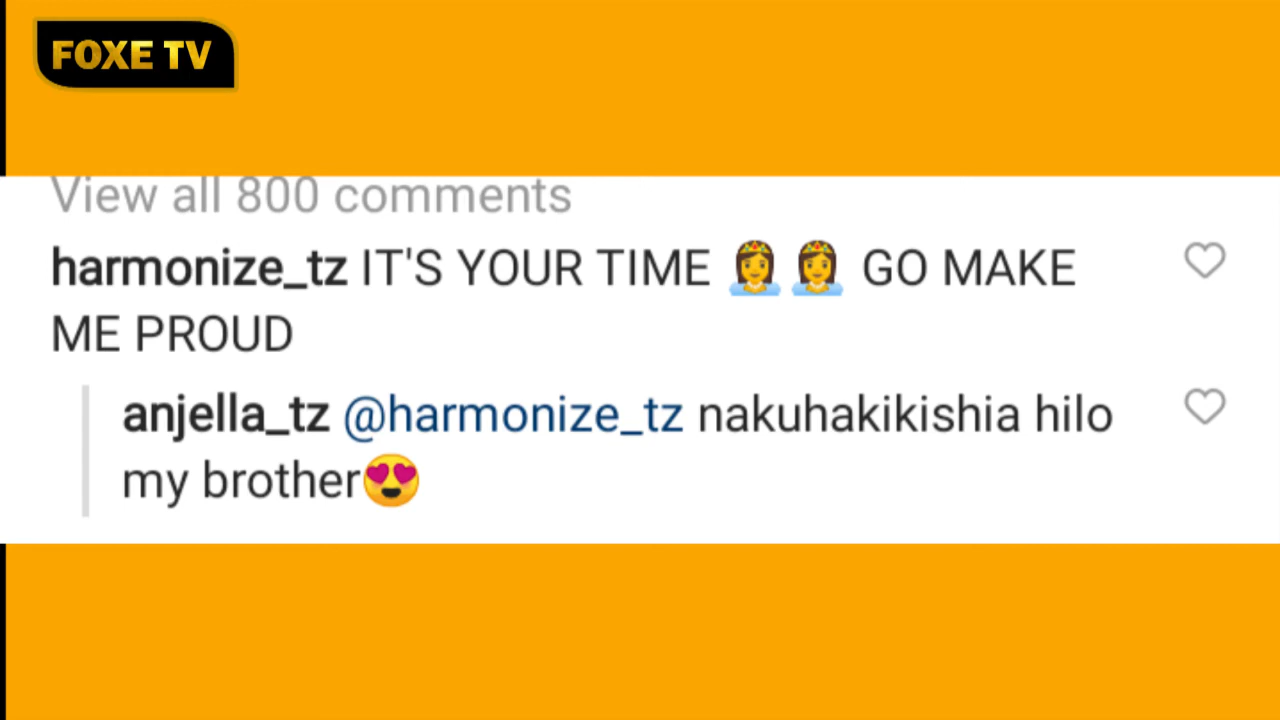 FOXE TV
View all 800 comments
harmonize_tz IT'S YOUR TIME 👸👸 GO MAKE
ME PROUD
anjella_tz @harmonize_tz nakuhakikishia hilo
my brother😍